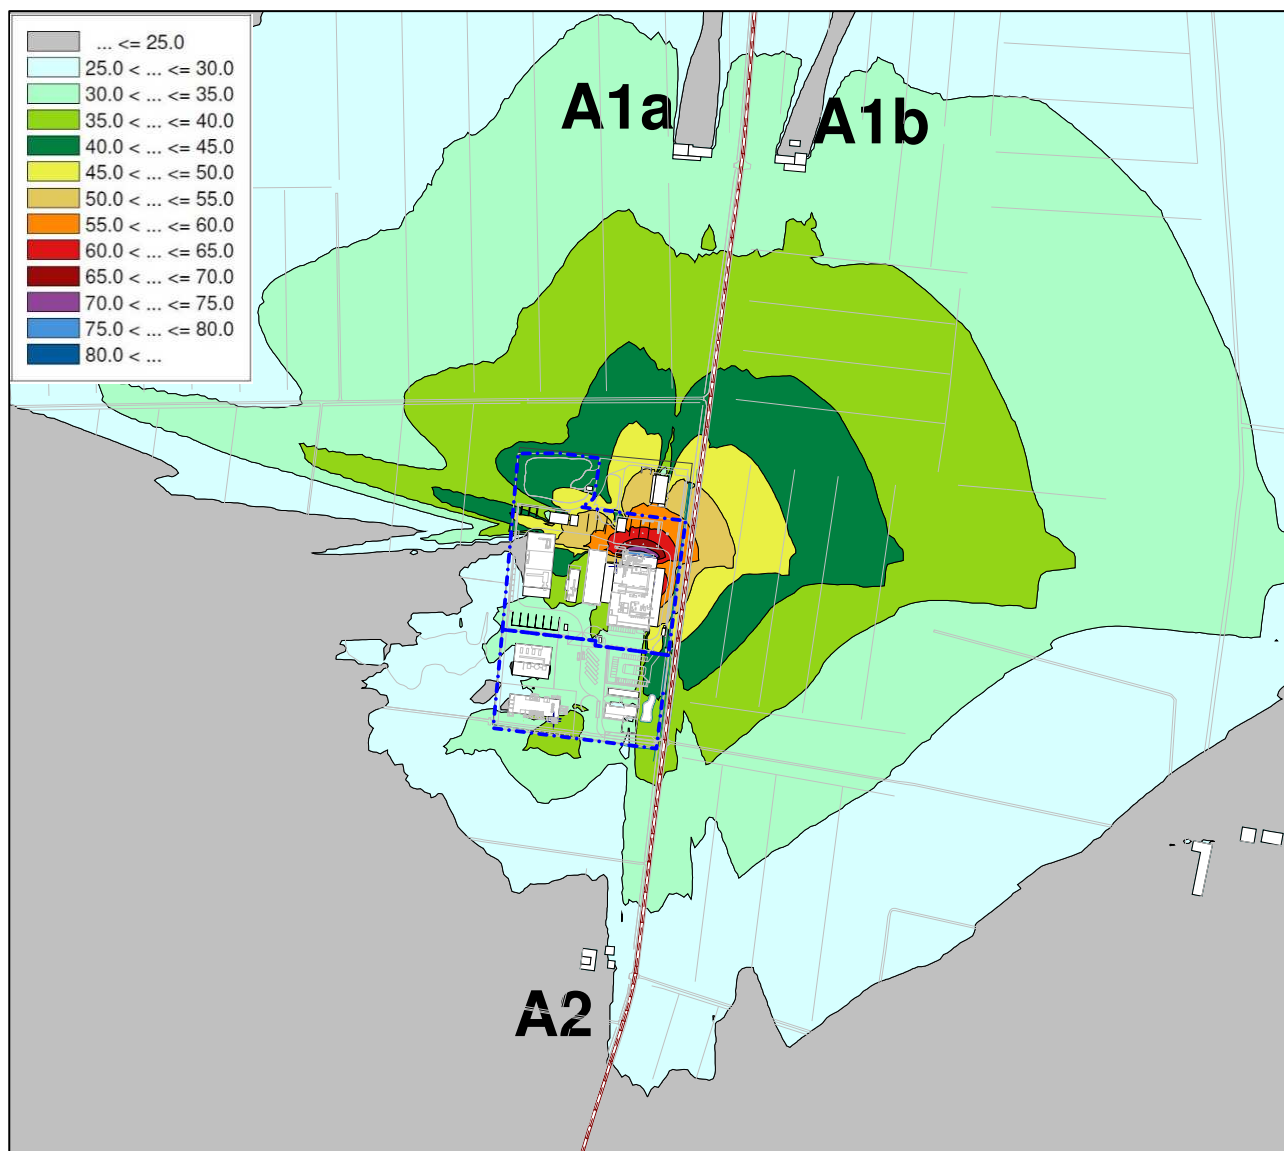 ... <= 25.0
25.0 < ... <= 30.0
30.0 < ... <= 35.0
35.0 < ... <= 40.0
40.0 < ... <= 45.0
45.0 < ... <= 50.0
50.0 < ... <= 55.0
55.0 < ... <= 60.0
60.0 < ... <= 65.0
65.0 < ... <= 70.0
70.0 < ... <= 75.0
75.0 < ... <= 80.0
80.0 < ...
A1a
A1b
A2